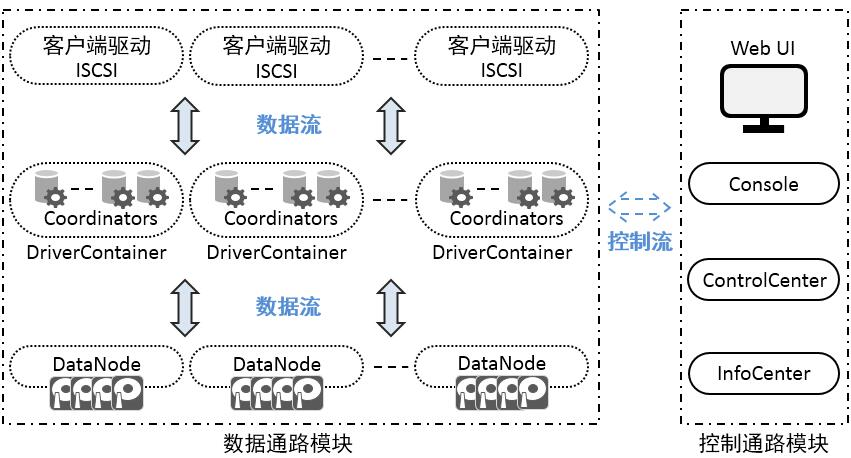 客户端驱动
ISCSI
客户端驱动
ISCSI
客户端驱动
ISCSI
数据流
Coordinators
Coordinators
Coordinators
DriverContainer
DriverContainer
DriverContainer
数据流
DataNode
DataNode
DataNode
数据通路模块
控制流
Web UI
Console
ControlCenter
InfoCenter
控制通路模块